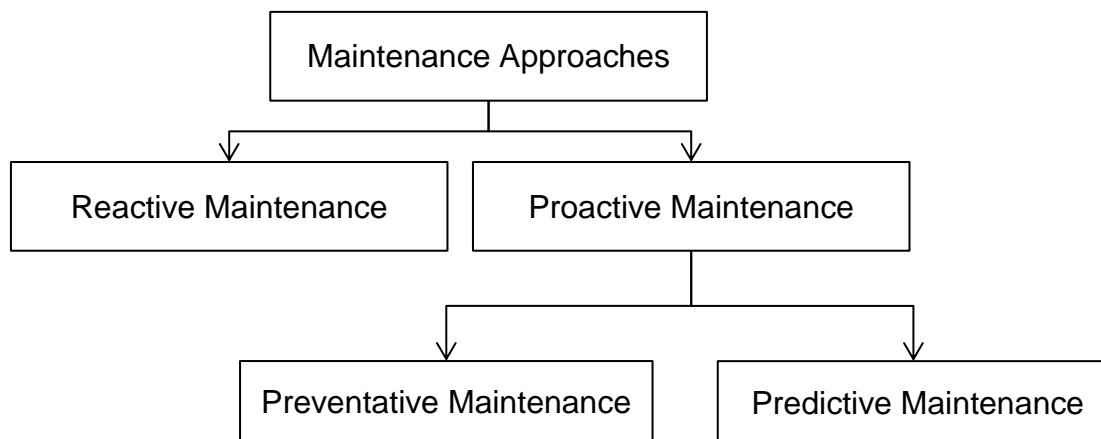 Maintenance Approaches
Reactive Maintenance
Proactive Maintenance
Preventative Maintenance
Predictive Maintenance